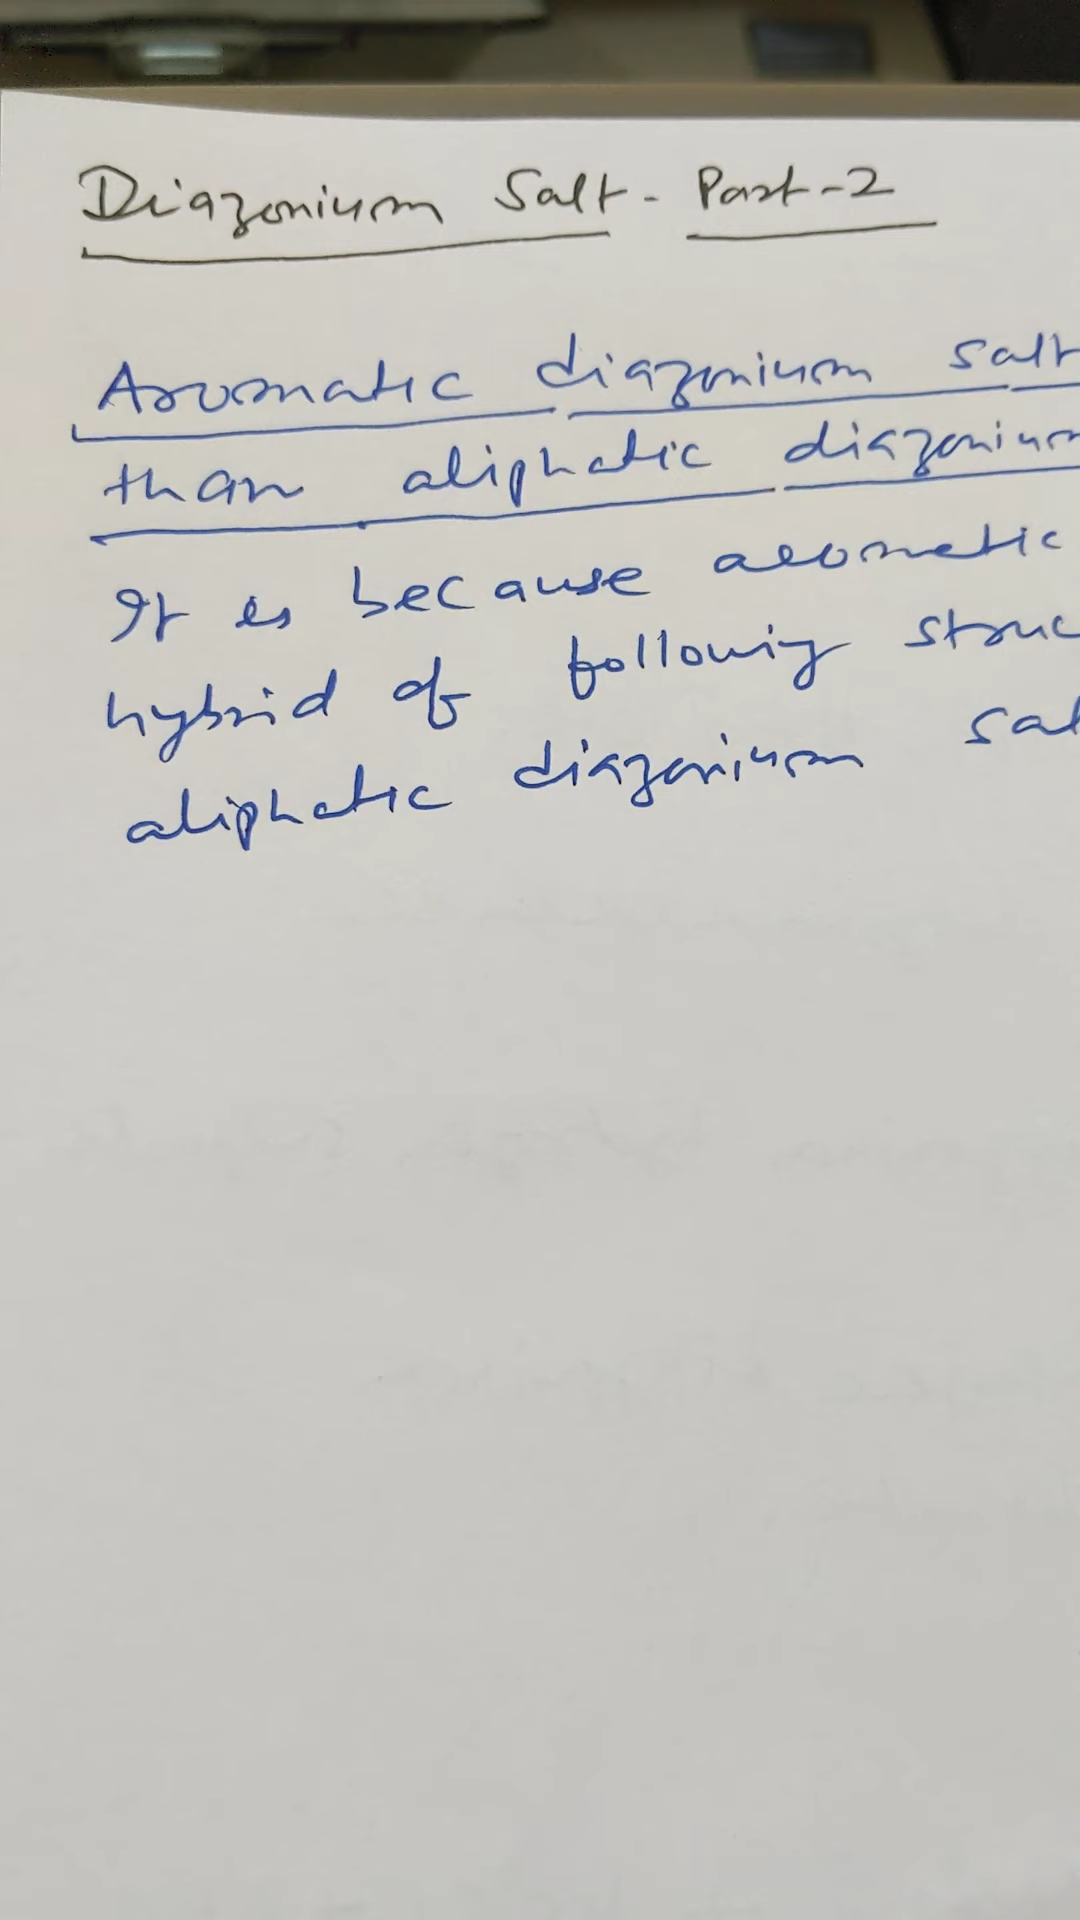 Diazonium Salt - Part-2
Aromatic diazonium salt
than aliphatic diazonium
It is because aromatic
hybrid of following struc
aliphatic diazonium sal